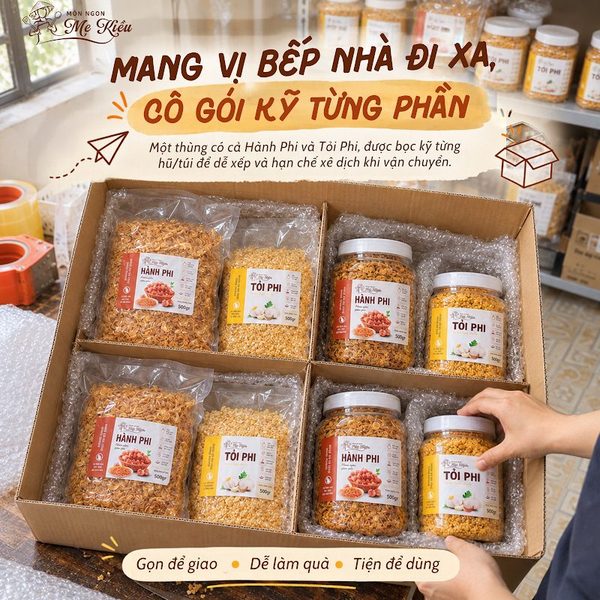 MÓN NGON
Mẹ Kiều
MANG VỊ BẾP NHÀ ĐI XA,
CÔ GÓI KỸ TỪNG PHẦN
Một thùng có cả Hành Phi và Tỏi Phi, được bọc kỹ từng
hũ/túi để dễ xếp và hạn chế xê dịch khi vận chuyển.
TỎI PHI
HÀNH PHI
500gr
TỎI PHI
500gr
HÀNH PHI
500gr
TỎI PHI
500gr
HÀNH PHI
500gr
TỎI PHI
500gr
HÀNH PHI
500gr
TỎI PHI
500gr
Gọn để giao • Dễ làm quà • Tiện để dùng